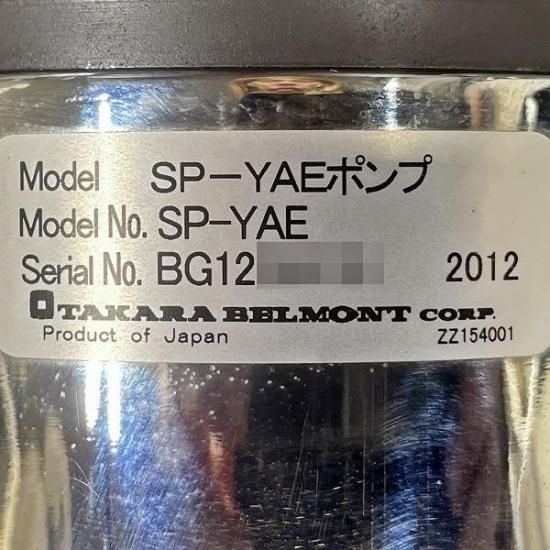 Model SP-YAEポンプ
Model No. SP-YAE
Serial No. BG12 2012
TAKARA BELMONT CORP.
Product of Japan ZZ154001